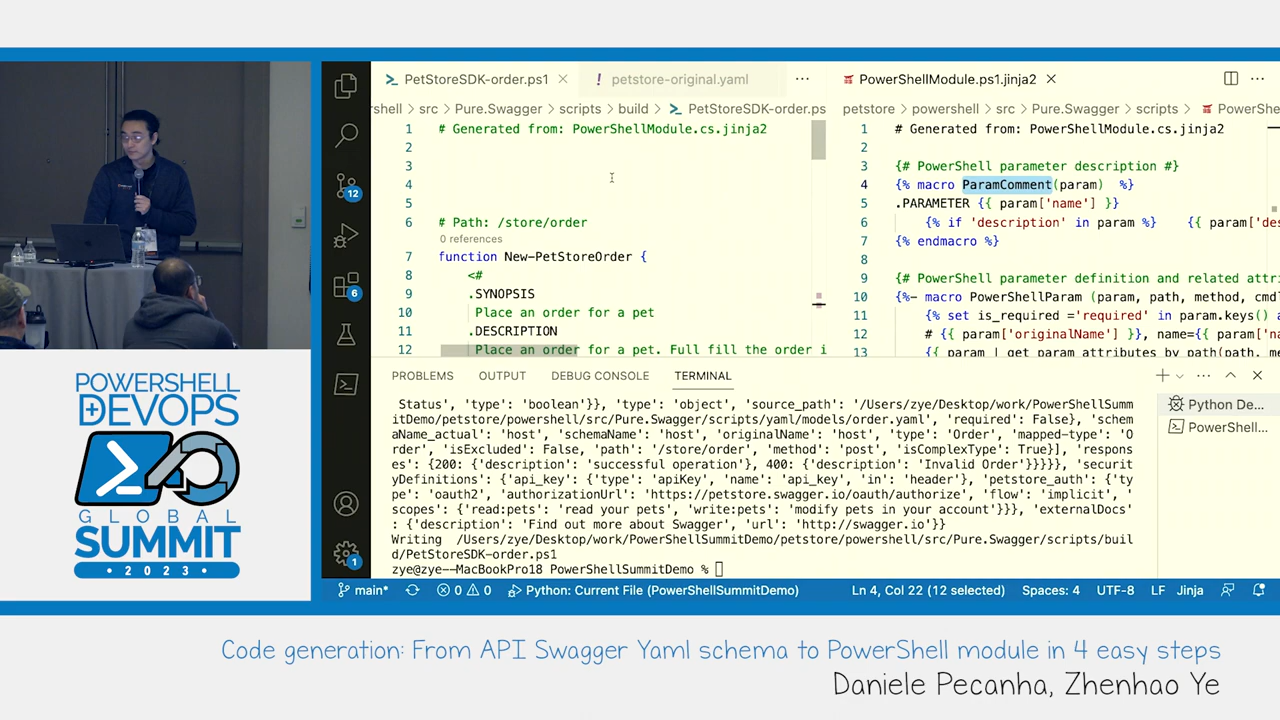 PetStoreSDK-order.ps1
! petstore-original.yaml
PowerShellModule.ps1.jinja2
shell > src > Pure.Swagger > scripts > build > PetStoreSDK-order.ps
petstore > powershell > src > Pure.Swagger > scripts > PowerShe
1 # Generated from: PowerShellModule.cs.jinja2
2
3
4
5
6 # Path: /store/order
0 references
7 function New-PetStoreOrder {
8 <#
9 .SYNOPSIS
10 Place an order for a pet
11 .DESCRIPTION
12 Place an order for a pet. Full fill the order i
1 # Generated from: PowerShellModule.cs.jinja2
2
3 {# PowerShell parameter description #}
4 {% macro ParamComment(param) %}
5 .PARAMETER {{ param['name'] }}
6 {% if 'description' in param %} {{ param['des
7 {% endmacro %}
8
9 {# PowerShell parameter definition and related attri
10 {%- macro PowerShellParam (param, path, method, cmdl
11 {% set is_required ='required' in param.keys() a
12 # {{ param['originalName'] }}, name={{ param['na
13 {{ param | get_param_attributes_by_path(path, me
PROBLEMS OUTPUT DEBUG CONSOLE TERMINAL
Status', 'type': 'boolean'}}, 'type': 'object', 'source_path': '/Users/zye/Desktop/work/PowerShellSumm
itDemo/petstore/powershell/src/Pure.Swagger/scripts/yaml/models/order.yaml', 'required': False}, 'schem
aName_actual': 'host', 'schemaName': 'host', 'originalName': 'host', 'type': 'Order', 'mapped-type': 'O
rder', 'isExcluded': False, 'path': '/store/order', 'method': 'post', 'isComplexType': True}], 'respons
es': {200: {'description': 'successful operation'}, 400: {'description': 'Invalid Order'}}}}}, 'securit
yDefinitions': {'api_key': {'type': 'apiKey', 'name': 'api_key', 'in': 'header'}, 'petstore_auth': {'ty
pe': 'oauth2', 'authorizationUrl': 'https://petstore.swagger.io/oauth/authorize', 'flow': 'implicit', '
scopes': {'read:pets': 'read your pets', 'write:pets': 'modify pets in your account'}}}, 'externalDocs'
: {'description': 'Find out more about Swagger', 'url': 'http://swagger.io'}}
Writing /Users/zye/Desktop/work/PowerShellSummitDemo/petstore/powershell/src/Pure.Swagger/scripts/buil
d/PetStoreSDK-order.ps1
zye@zye--MacBookPro18 PowerShellSummitDemo %
Python De...
PowerShell...
12
6
1
main* 0 0 Python: Current File (PowerShellSummitDemo)
Ln 4, Col 22 (12 selected) Spaces: 4 UTF-8 LF Jinja
POWERSHELL
+DEVOPS
GLOBAL
SUMMIT
• 2023 •
Code generation: From API Swagger Yaml schema to PowerShell module in 4 easy steps
Daniele Pecanha, Zhenhao Ye